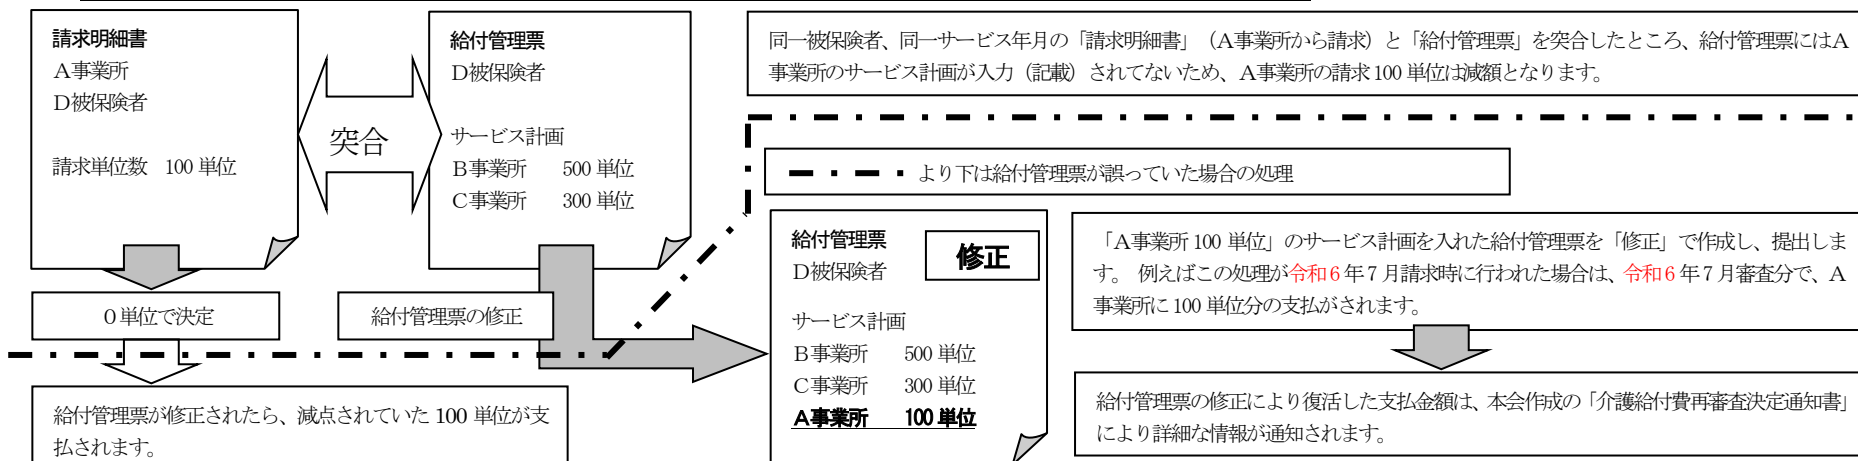 請求明細書
A事業所
D被保険者
請求単位数 100 単位
突合
給付管理票
D被保険者
サービス計画
B事業所 500 単位
C事業所 300 単位
同一被保険者、同一サービス年月の「請求明細書」（A事業所から請求）と「給付管理票」を突合したところ、給付管理票にはA
事業所のサービス計画が入力（記載）されてないため、A事業所の請求 100 単位は減額となります。
より下は給付管理票が誤っていた場合の処理
0単位で決定
給付管理票の修正
給付管理票が修正されたら、減点されていた 100 単位が支
払されます。
給付管理票
修正
D被保険者
サービス計画
B事業所 500 単位
C事業所 300 単位
A事業所 100 単位
「A事業所 100 単位」のサービス計画を入れた給付管理票を「修正」で作成し、提出しま
す。 例えばこの処理が令和6 年7 月請求時に行われた場合は、令和6 年7 月審査分で、A
事業所に 100 単位分の支払がされます。
給付管理票の修正により復活した支払金額は、本会作成の「介護給付費再審査決定通知書」
により詳細な情報が通知されます。